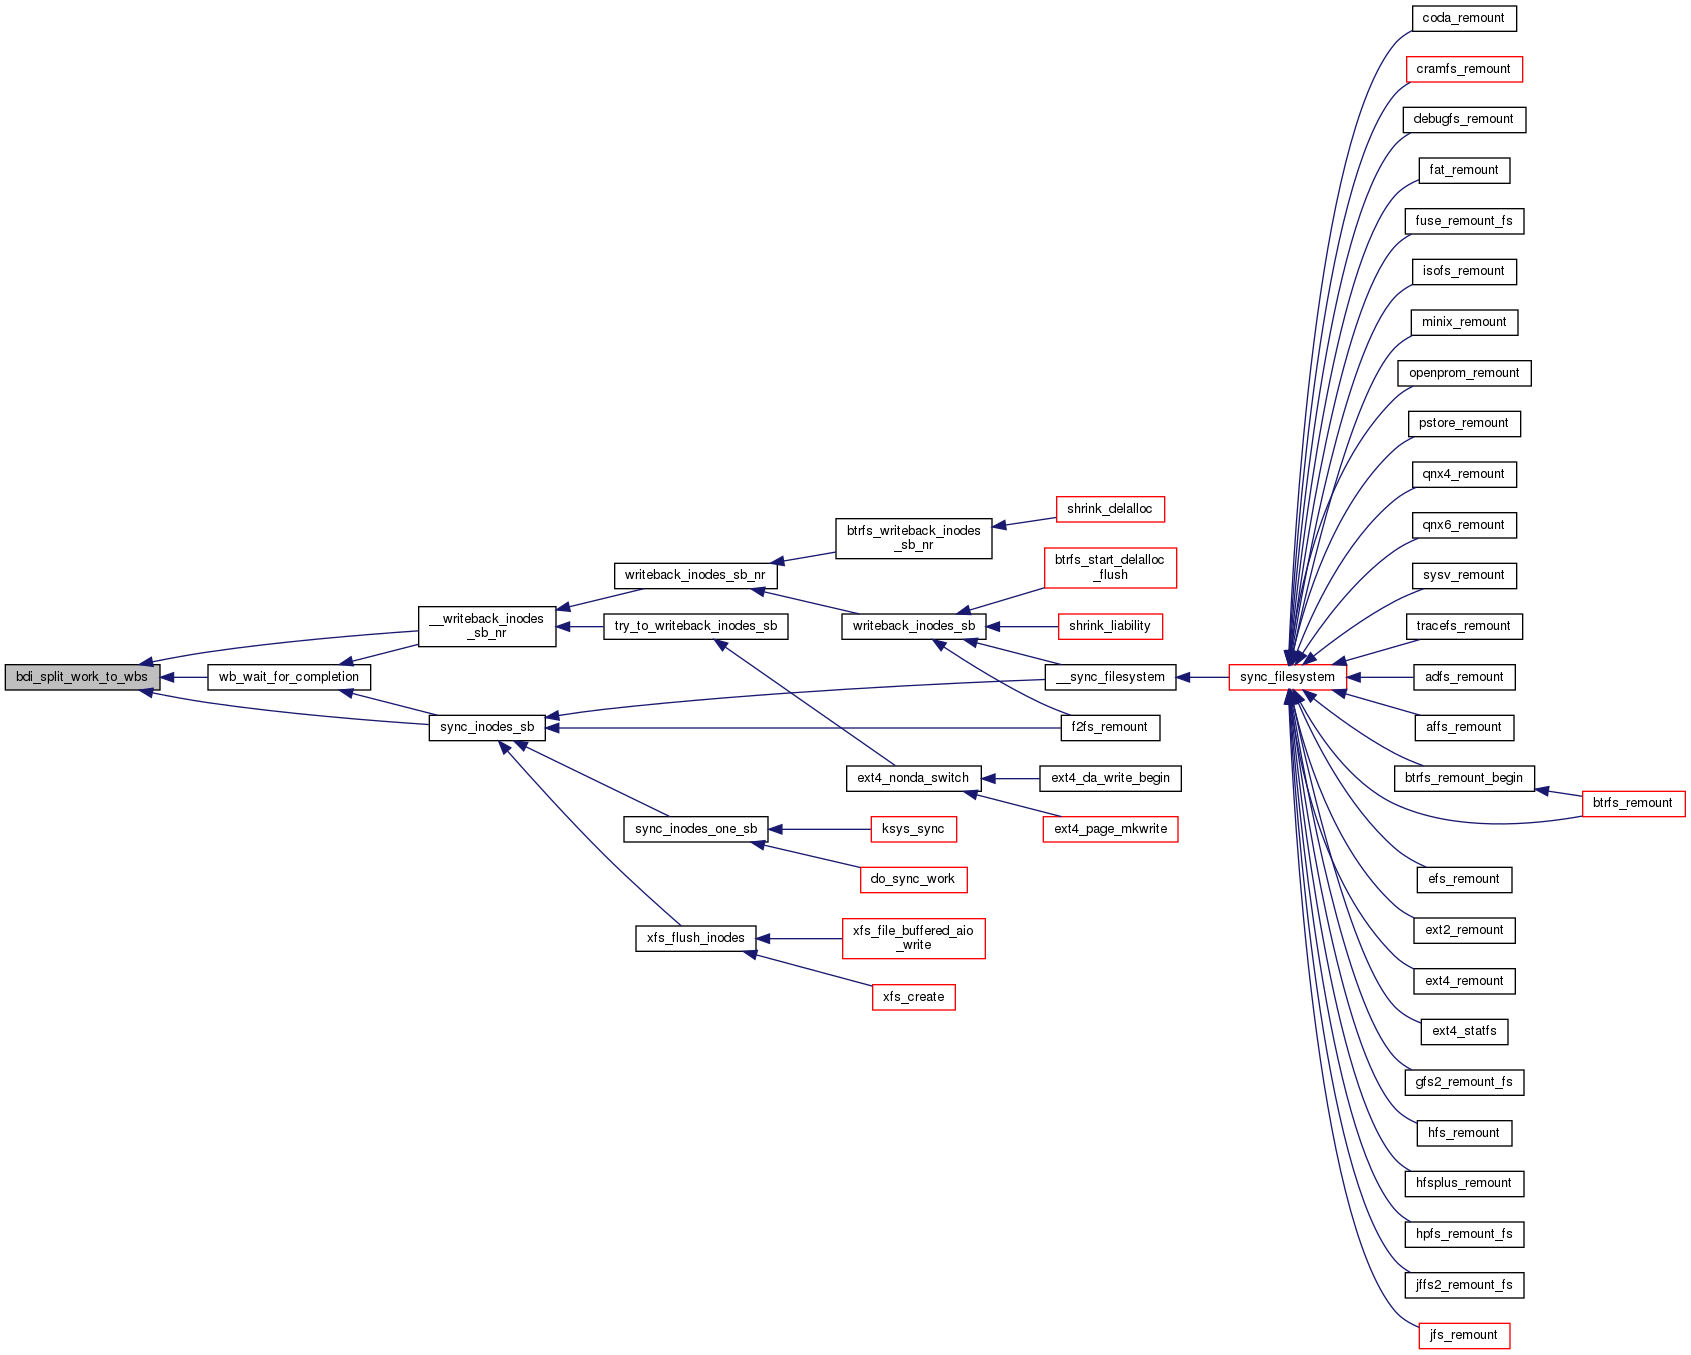 coda_remount
cramfs_remount
debugfs_remount
fat_remount
fuse_remount_fs
isofs_remount
minix_remount
openprom_remount
pstore_remount
qnx4_remount
qnx6_remount
sysv_remount
tracefs_remount
adfs_remount
affs_remount
btrfs_remount_begin
btrfs_remount
efs_remount
ext2_remount
ext4_remount
ext4_statfs
gfs2_remount_fs
hfs_remount
hfsplus_remount
hpfs_remount_fs
jffs2_remount_fs
jfs_remount
sync_filesystem
shrink_delalloc
btrfs_start_delalloc
_flush
shrink_liability
__sync_filesystem
f2fs_remount
ext4_da_write_begin
ext4_page_mkwrite
btrfs_writeback_inodes
_sb_nr
writeback_inodes_sb
ext4_nonda_switch
ksys_sync
do_sync_work
xfs_file_buffered_aio
_write
xfs_create
writeback_inodes_sb_nr
try_to_writeback_inodes_sb
sync_inodes_one_sb
xfs_flush_inodes
__writeback_inodes
_sb_nr
sync_inodes_sb
wb_wait_for_completion
bdi_split_work_to_wbs